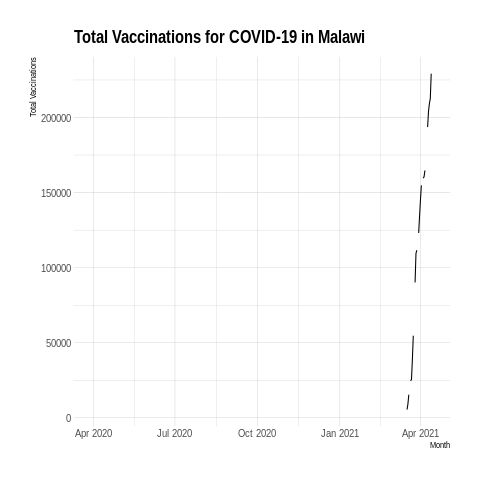 Total Vaccinations for COVID-19 in Malawi
Total Vaccinations
200000
150000
100000
50000
0
Apr 2020 Jul 2020 Oct 2020 Jan 2021 Apr 2021
Month